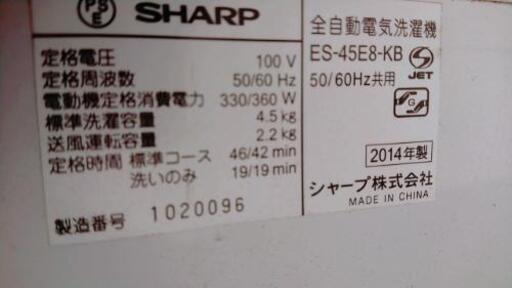 PS
E
SHARP
定格電圧 100 V
定格周波数 50/60 Hz
電動機定格消費電力 330/360 W
標準洗濯容量 4.5 kg
送風運転容量 2.2 kg
定格時間 標準コース 46/42 min
洗いのみ 19/19 min
製造番号 1020096
全自動電気洗濯機
ES-45E8-KB
50/60Hz共用
S
JET
G
2014年製
シャープ株式会社
MADE IN CHINA